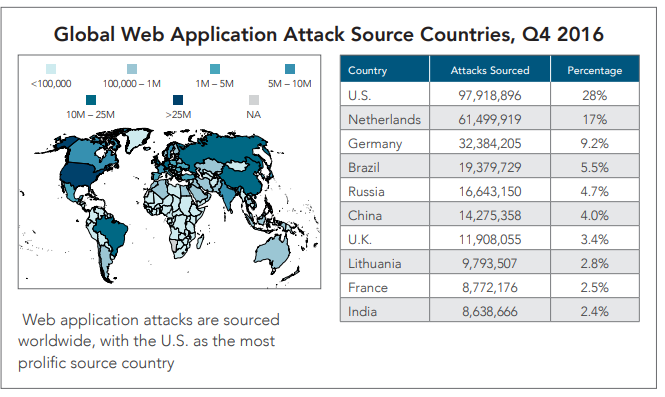 Global Web Application Attack Source Countries, Q4 2016
<100,000 100,000 – 1M 1M – 5M 5M – 10M
10M – 25M >25M NA
Web application attacks are sourced
worldwide, with the U.S. as the most
prolific source country
Country Attacks Sourced Percentage
U.S. 97,918,896 28%
Netherlands 61,499,919 17%
Germany 32,384,205 9.2%
Brazil 19,379,729 5.5%
Russia 16,643,150 4.7%
China 14,275,358 4.0%
U.K. 11,908,055 3.4%
Lithuania 9,793,507 2.8%
France 8,772,176 2.5%
India 8,638,666 2.4%